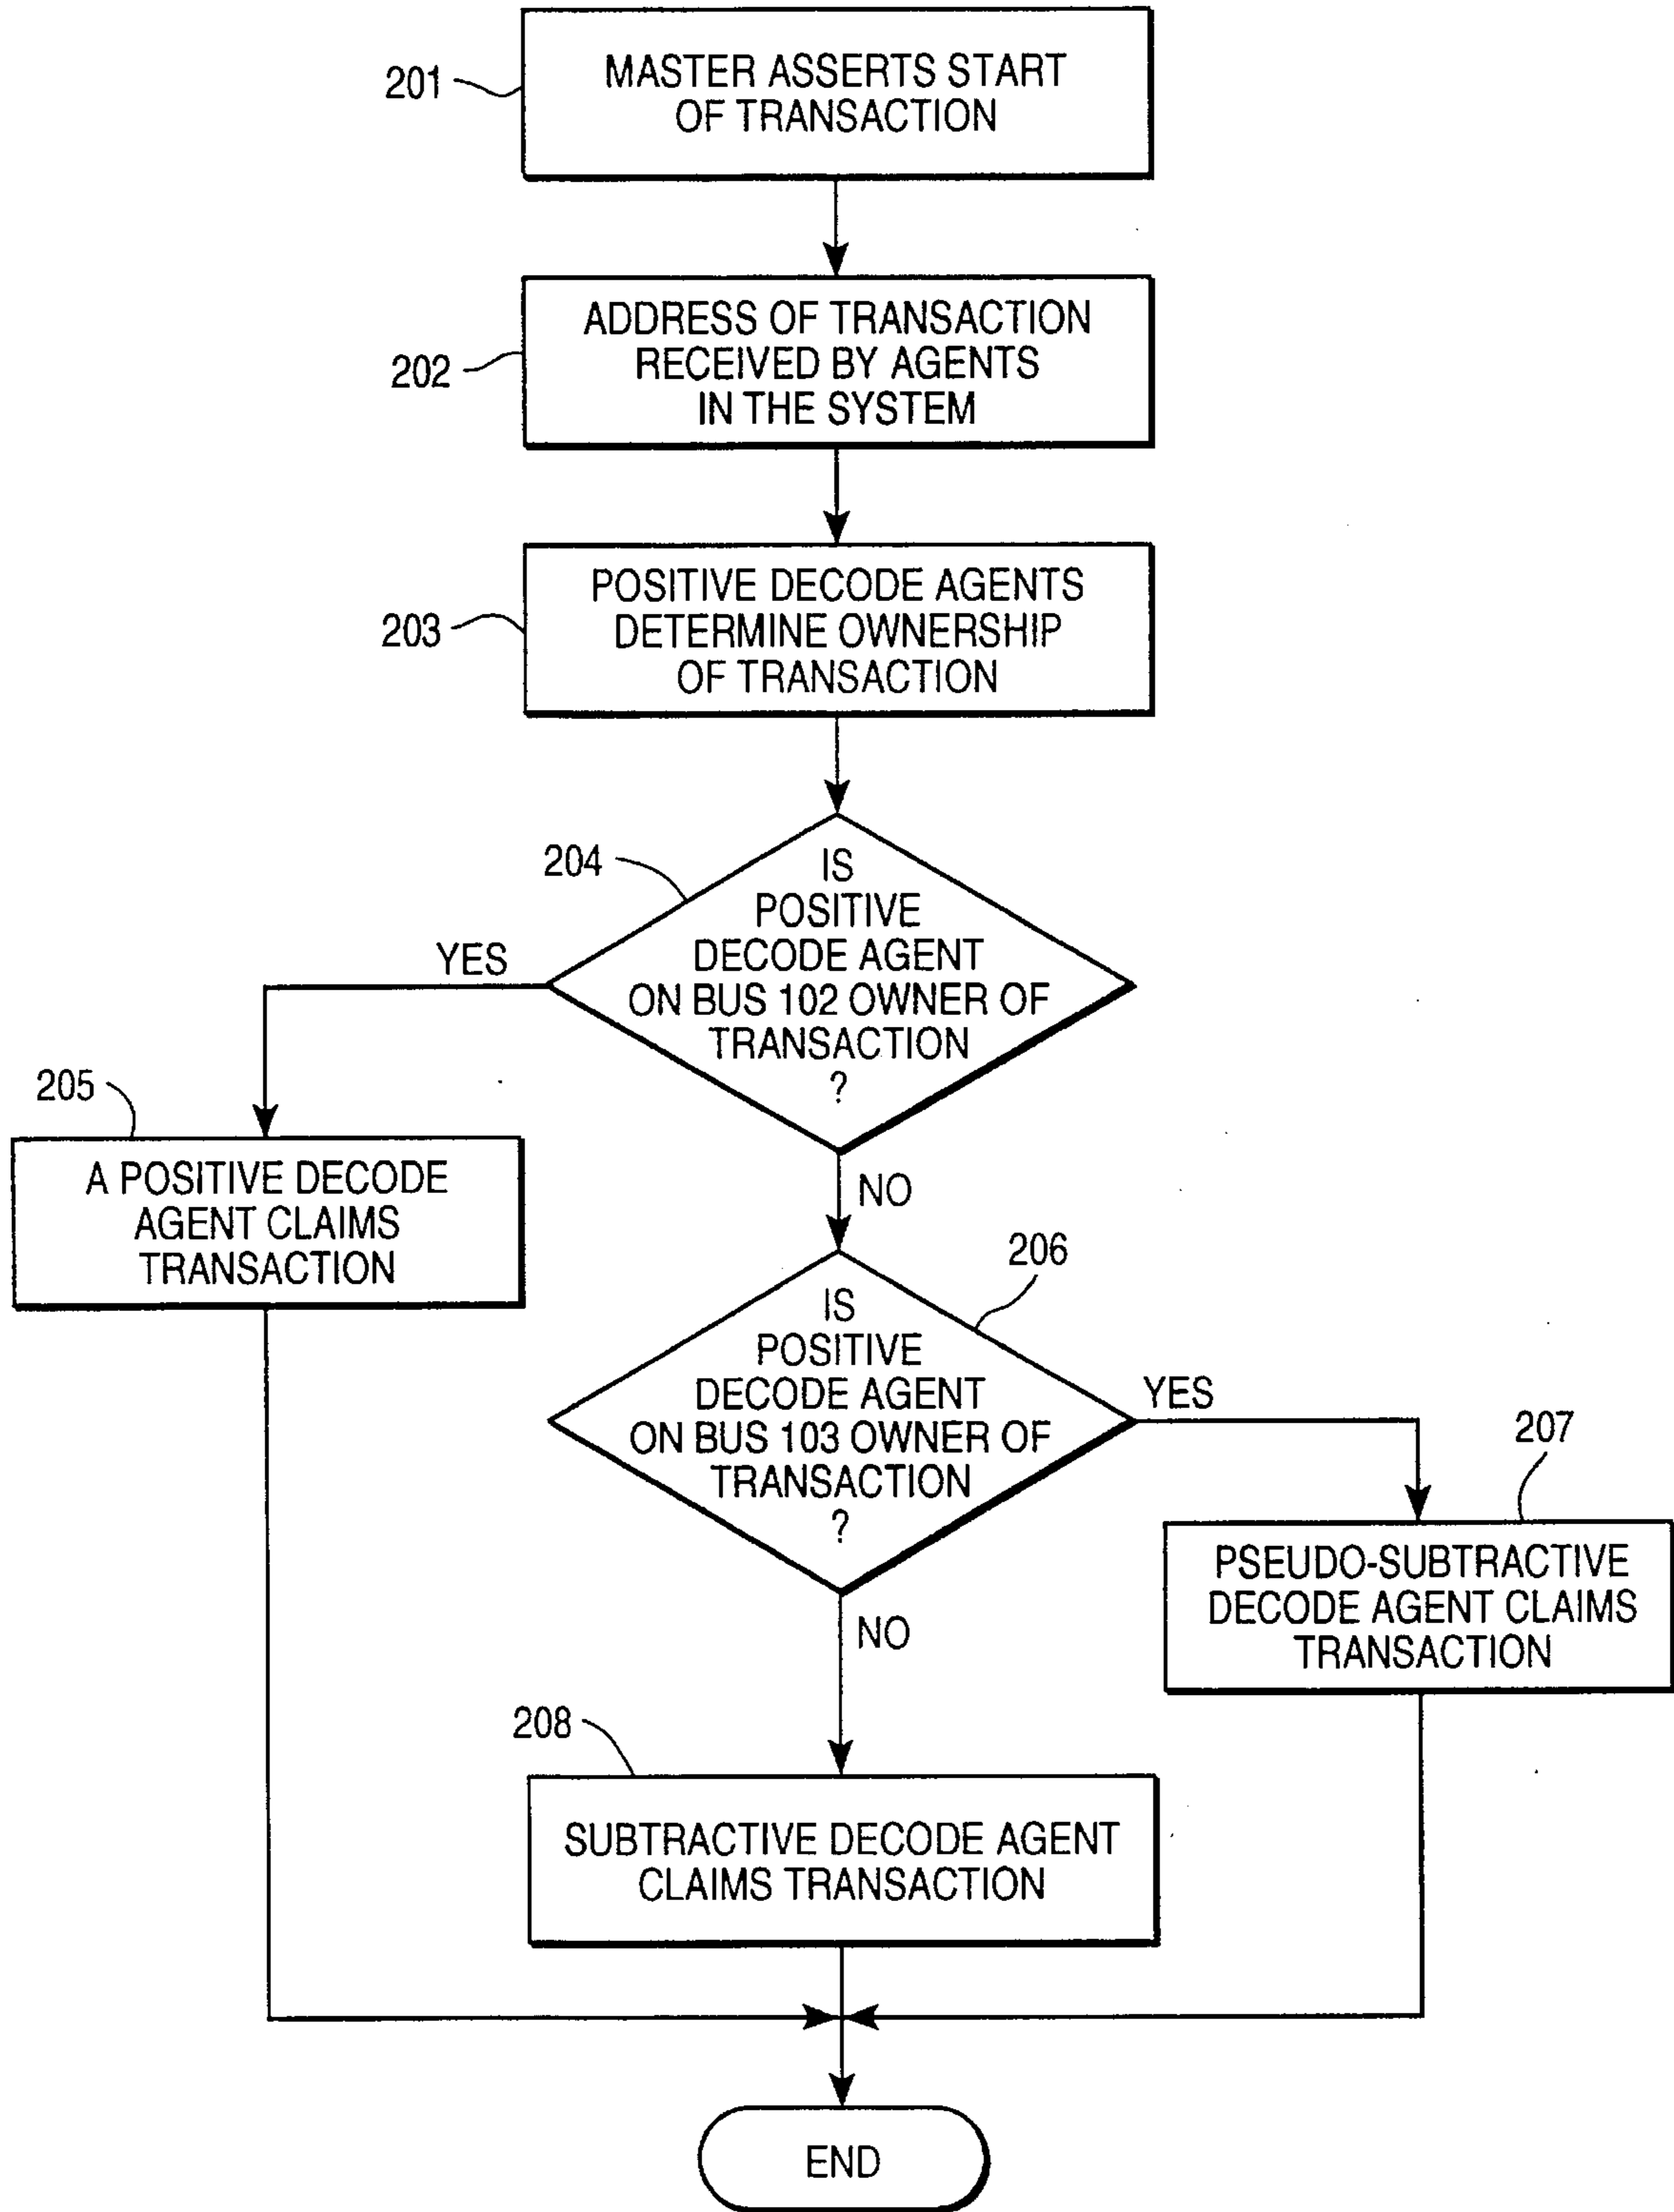 201
MASTER ASSERTS START
OF TRANSACTION
202
ADDRESS OF TRANSACTION
RECEIVED BY AGENTS
IN THE SYSTEM
203
POSITIVE DECODE AGENTS
DETERMINE OWNERSHIP
OF TRANSACTION
204
IS
POSITIVE
DECODE AGENT
ON BUS 102 OWNER OF
TRANSACTION
?
YES
NO
205
A POSITIVE DECODE
AGENT CLAIMS
TRANSACTION
206
IS
POSITIVE
DECODE AGENT
ON BUS 103 OWNER OF
TRANSACTION
?
YES
NO
207
PSEUDO-SUBTRACTIVE
DECODE AGENT CLAIMS
TRANSACTION
208
SUBTRACTIVE DECODE AGENT
CLAIMS TRANSACTION
END